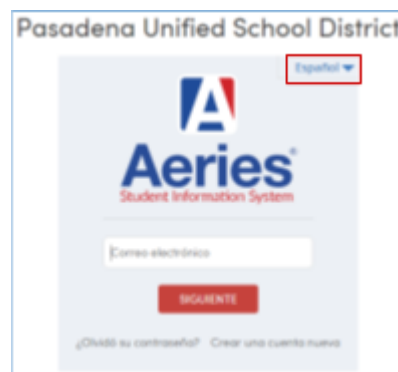 Pasadena Unified School District
Español
Aeries®
Student Information System
Correo electrónico
SIGUIENTE
¿Olvidó su contraseña? Crear una cuenta nueva